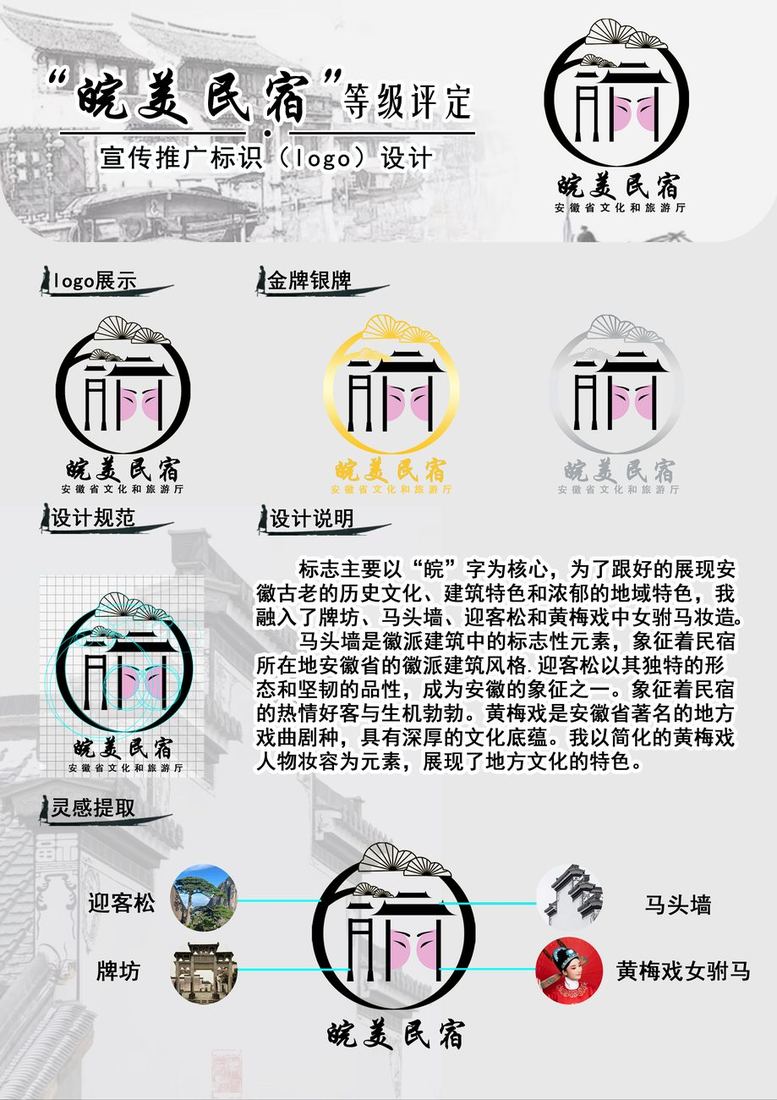 “皖美民宿”等级评定
宣传推广标识（logo）设计
皖美民宿
安徽省文化和旅游厅
logo展示
金牌银牌
皖美民宿
安徽省文化和旅游厅
皖美民宿
安徽省文化和旅游厅
皖美民宿
安徽省文化和旅游厅
设计规范
设计说明
标志主要以“皖”字为核心，为了跟好的展现安
徽古老的历史文化、建筑特色和浓郁的地域特色，我
融入了牌坊、马头墙、迎客松和黄梅戏中女驸马妆造。
马头墙是徽派建筑中的标志性元素，象征着民宿
所在地安徽省的徽派建筑风格.迎客松以其独特的形
态和坚韧的品性，成为安徽的象征之一。象征着民宿
的热情好客与生机勃勃。黄梅戏是安徽省著名的地方
戏曲剧种，具有深厚的文化底蕴。我以简化的黄梅戏
人物妆容为元素，展现了地方文化的特色。
皖美民宿
安徽省文化和旅游厅
灵感提取
迎客松
马头墙
牌坊
黄梅戏女驸马
皖美民宿